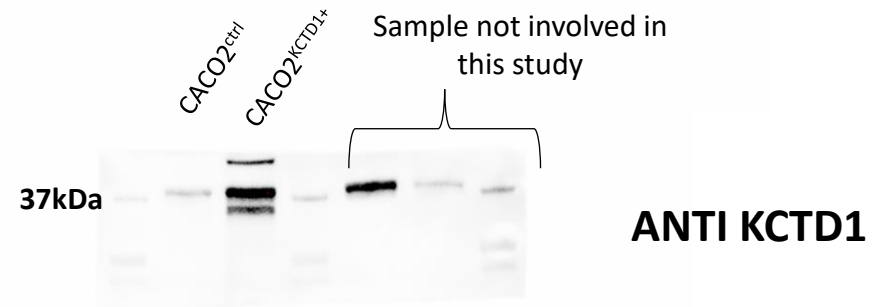 CACO2ctrl
CACO2KCTD1+
Sample not involved in
this study
37kDa
ANTI KCTD1